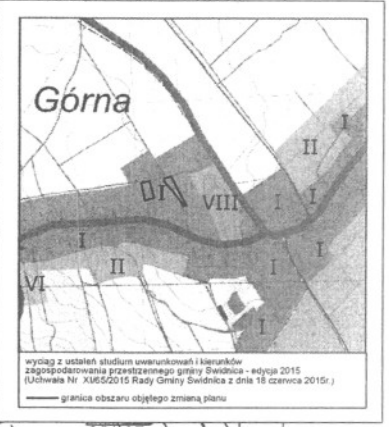 Górna
I
II
I
I
VIII
I
I
I
I
II
VI
I
I
wyciąg z ustaleń studium uwarunkowań i kierunków
zagospodarowania przestrzennego gminy Świdnica - edycja 2015
(Uchwała Nr XI/65/2015 Rady Gminy Świdnica z dnia 18 czerwca 2015r.)
granica obszaru objętego zmianą planu